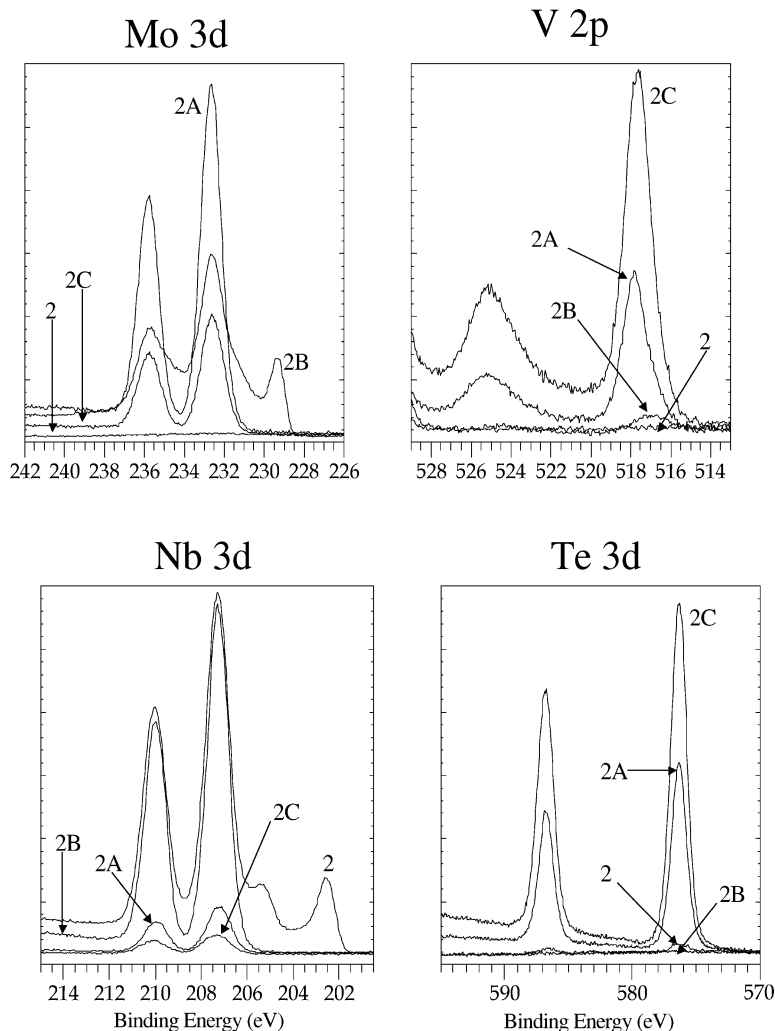 Mo 3d
V 2p
2A
2C
2
2B
2C
2A
2B
2
242 240 238 236 234 232 230 228 226
528 526 524 522 520 518 516 514
Nb 3d
Te 3d
2B
2A
2C
2
2C
2A
2
2B
214 212 210 208 206 204 202
590 580 570
Binding Energy (eV)
Binding Energy (eV)